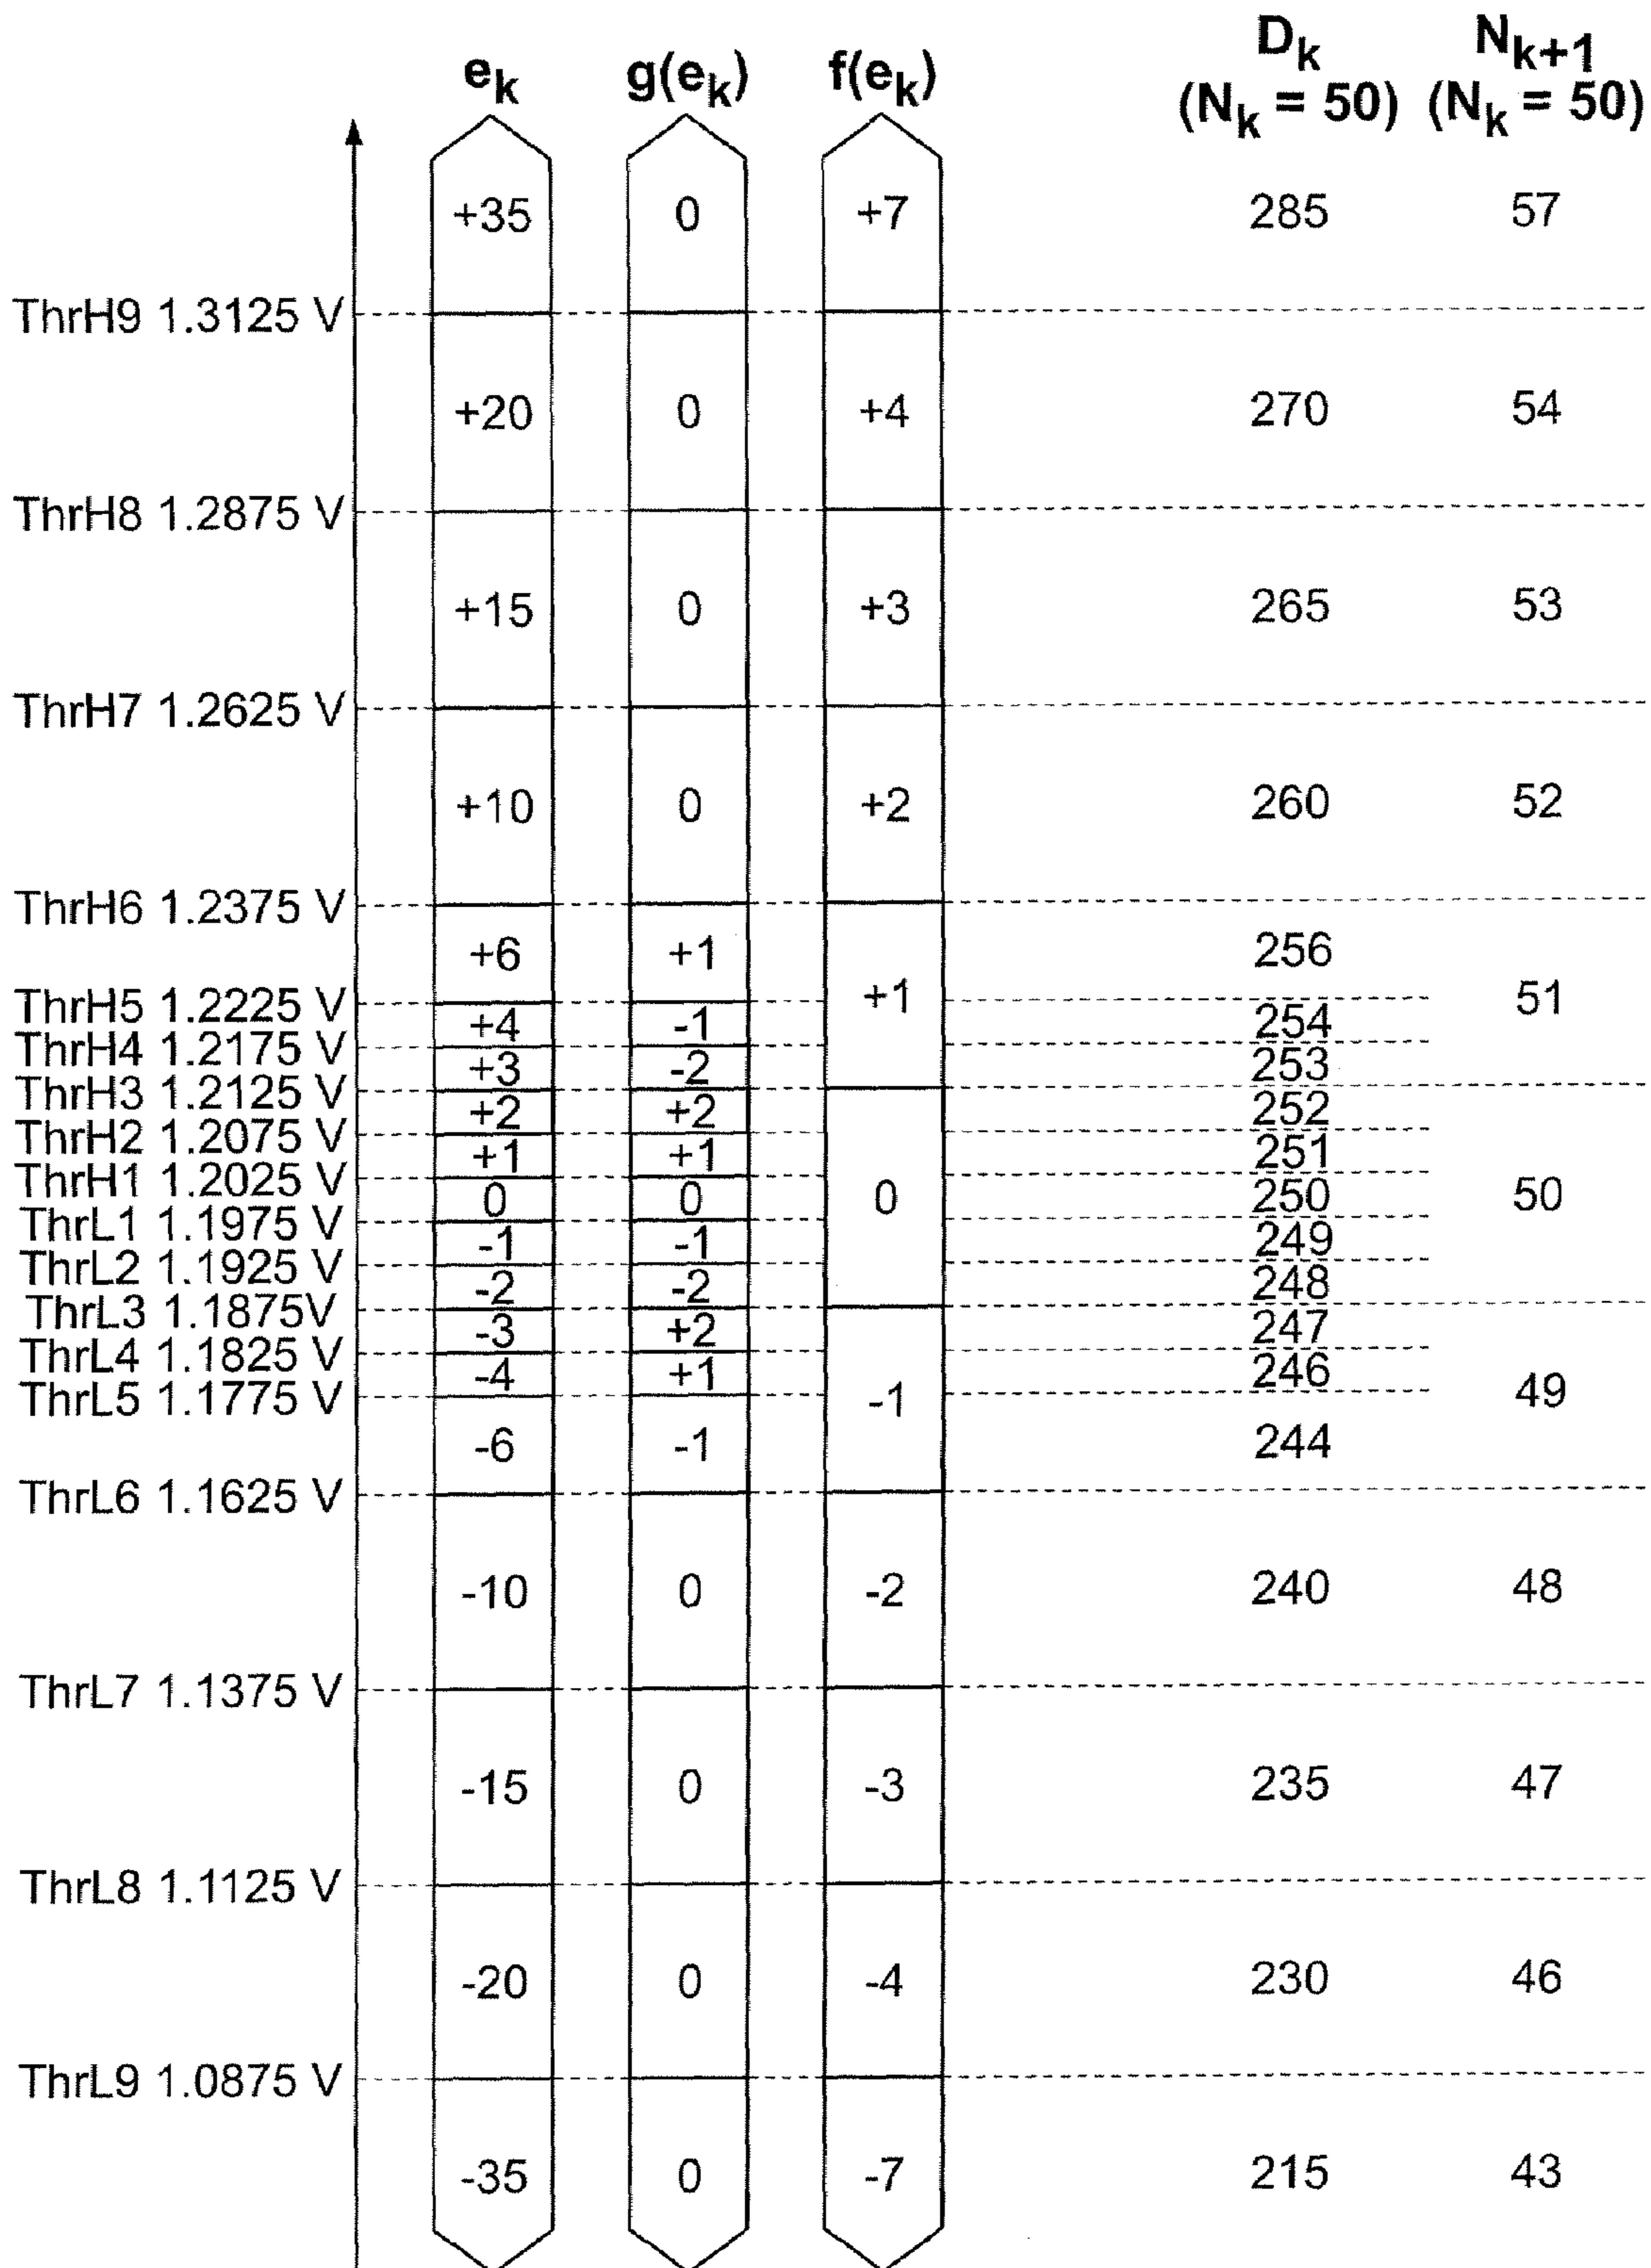 e_k g(e_k) f(e_k) D_k (N_k = 50) N_{k+1} (N_k = 50)
+35 0 +7 285 57
ThrH9 1.3125 V
+20 0 +4 270 54
ThrH8 1.2875 V
+15 0 +3 265 53
ThrH7 1.2625 V
+10 0 +2 260 52
ThrH6 1.2375 V
+6 +1 256
+1 51
ThrH5 1.2225 V
+4 -1 254
ThrH4 1.2175 V
+3 -2 253
ThrH3 1.2125 V
+2 +2 252
ThrH2 1.2075 V
+1 +1 251
ThrH1 1.2025 V
0 0 0 250 50
ThrL1 1.1975 V
-1 -1 249
ThrL2 1.1925 V
-2 -2 248
ThrL3 1.1875V
-3 +2 247
ThrL4 1.1825 V
-4 +1 246
ThrL5 1.1775 V
-1 49
-6 -1 244
ThrL6 1.1625 V
-10 0 -2 240 48
ThrL7 1.1375 V
-15 0 -3 235 47
ThrL8 1.1125 V
-20 0 -4 230 46
ThrL9 1.0875 V
-35 0 -7 215 43